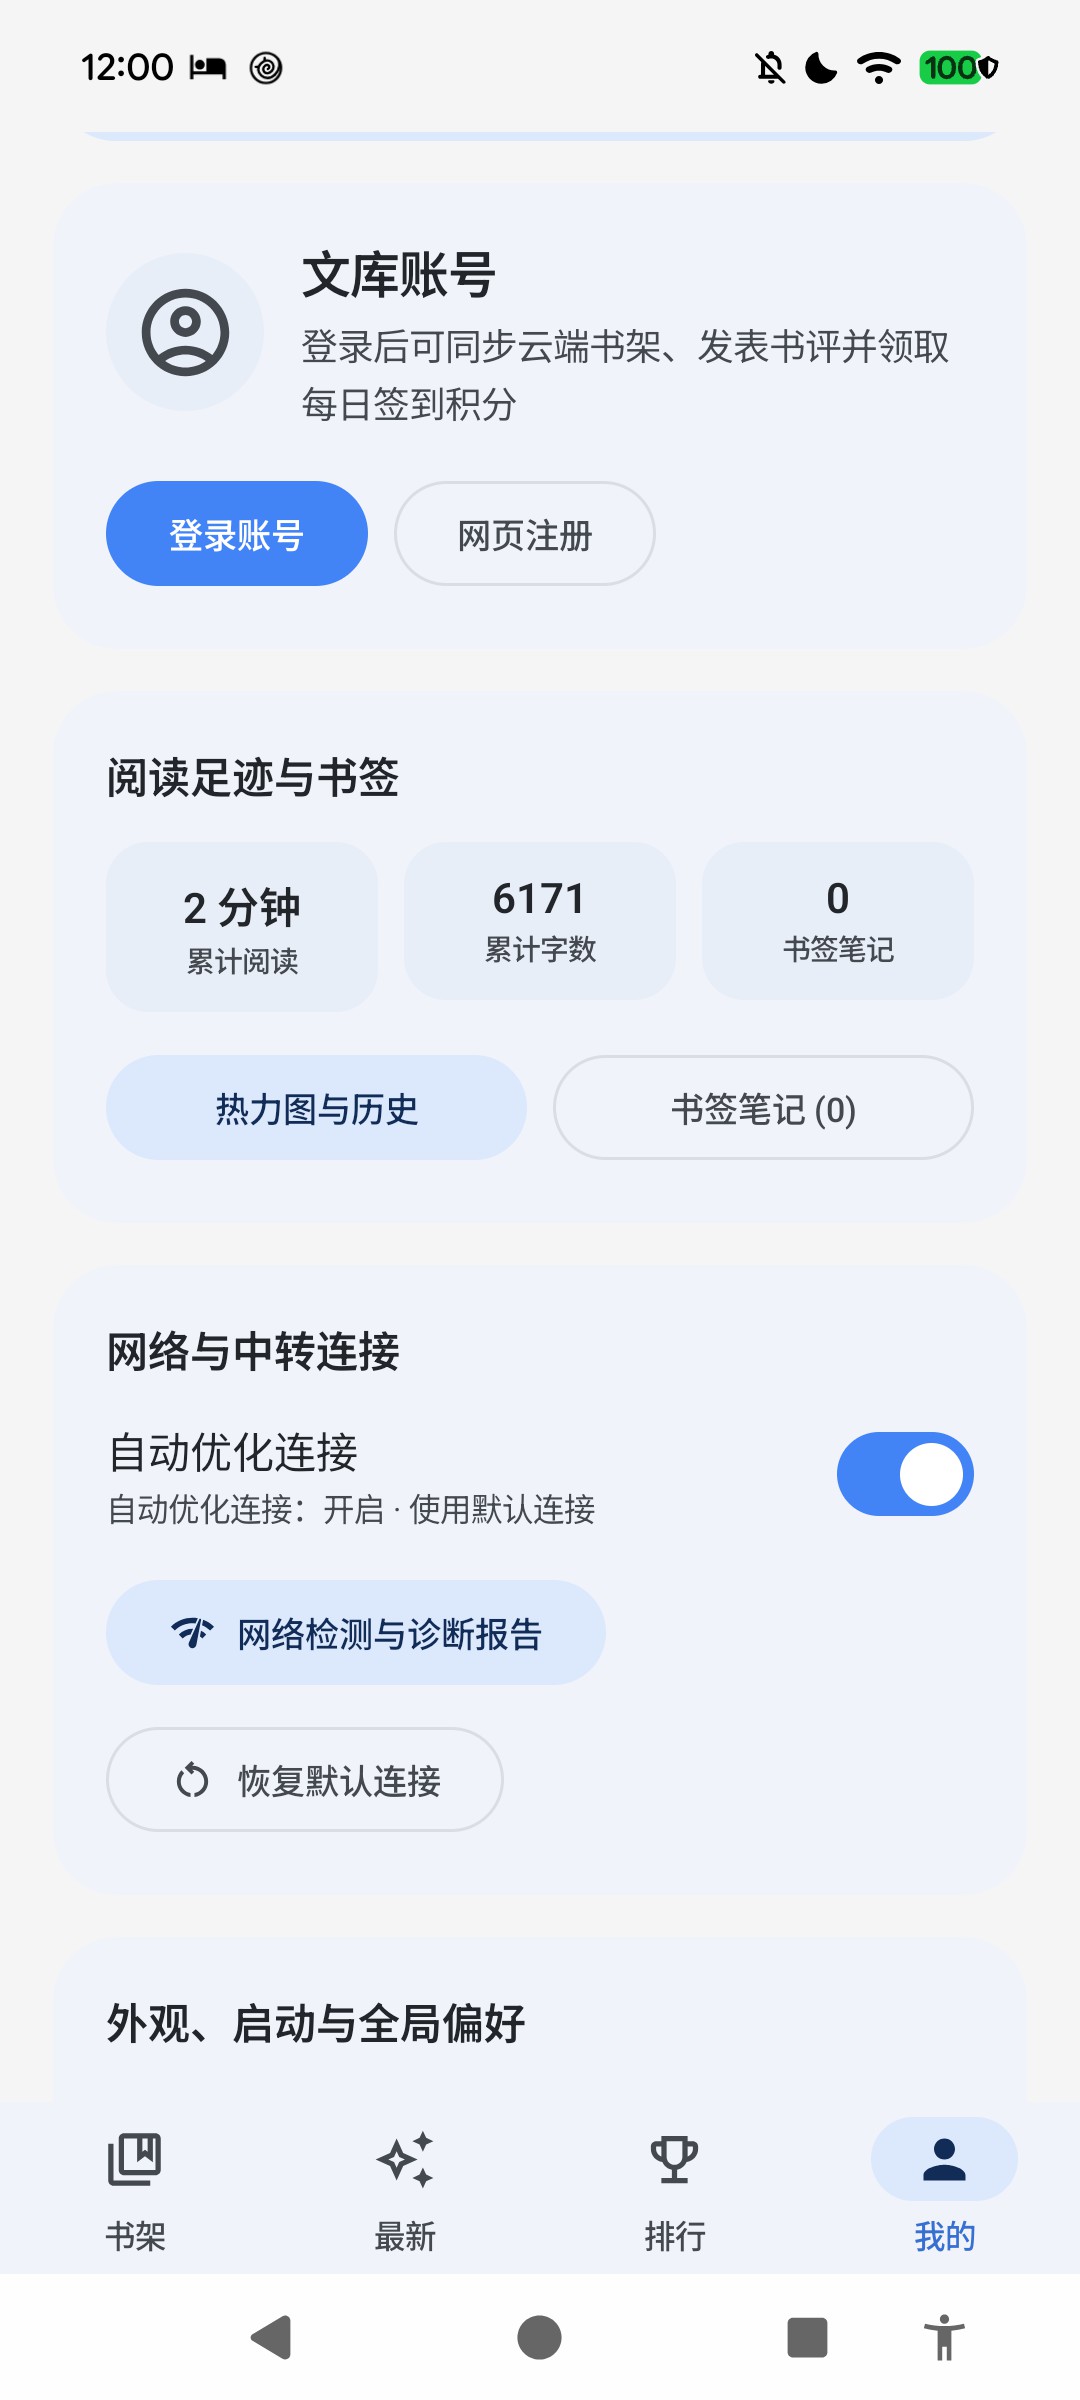 12:00
100
文库账号
登录后可同步云端书架、发表书评并领取
每日签到积分
登录账号
网页注册
阅读足迹与书签
2 分钟
累计阅读
6171
累计字数
0
书签笔记
热力图与历史
书签笔记 (0)
网络与中转连接
自动优化连接
自动优化连接：开启 · 使用默认连接
网络检测与诊断报告
恢复默认连接
外观、启动与全局偏好
书架
最新
排行
我的